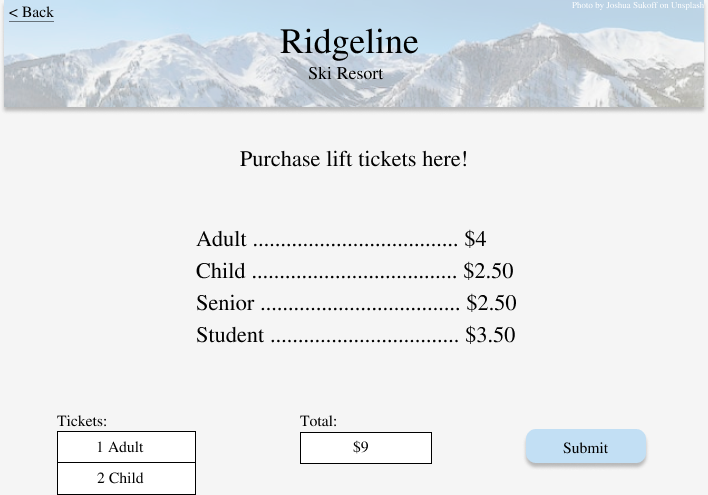 < Back
Photo by Joshua Sukoff on Unsplash
Ridgeline
Ski Resort
Purchase lift tickets here!
Adult ..................................... $4
Child ..................................... $2.50
Senior .................................... $2.50
Student .................................. $3.50
Tickets:
1 Adult
2 Child
Total:
$9
Submit